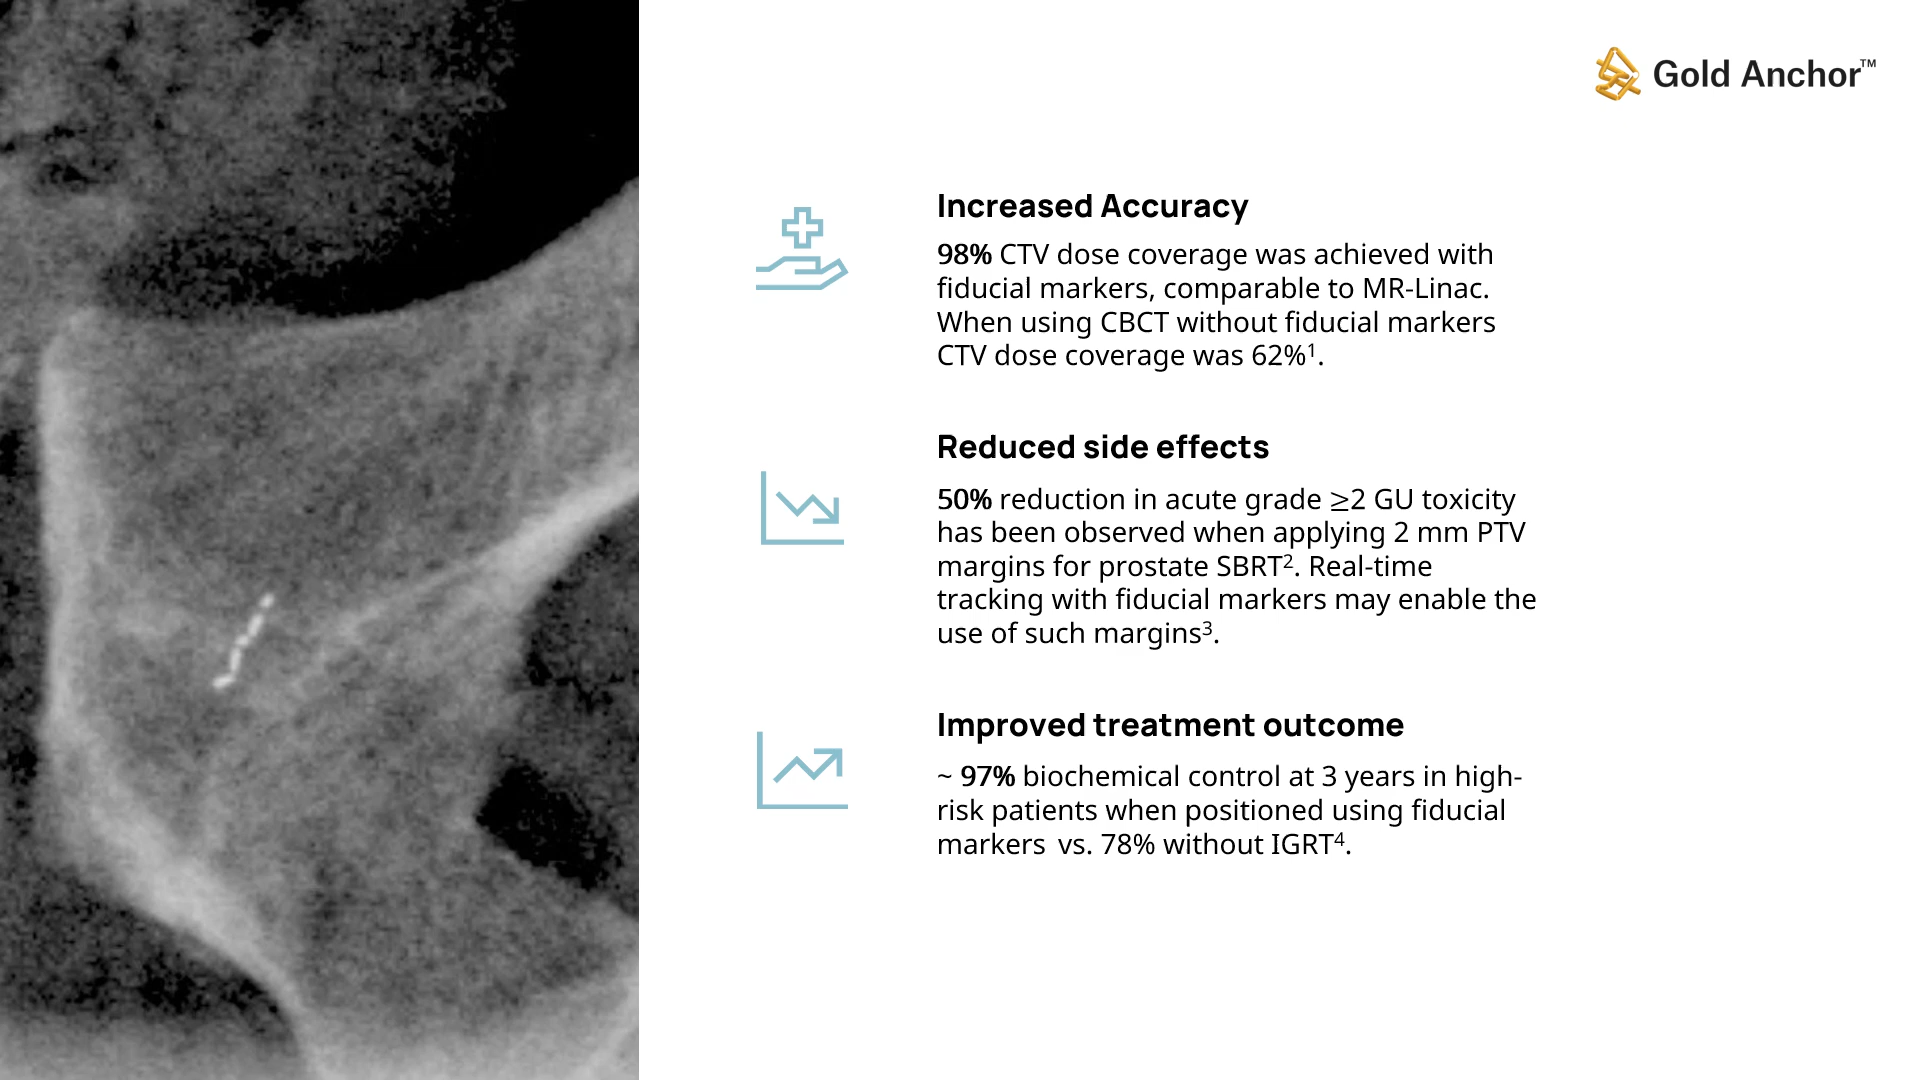 Gold Anchor™
Increased Accuracy
98% CTV dose coverage was achieved with
fiducial markers, comparable to MR-Linac.
When using CBCT without fiducial markers
CTV dose coverage was 62%¹.
Reduced side effects
50% reduction in acute grade ≥2 GU toxicity
has been observed when applying 2 mm PTV
margins for prostate SBRT². Real-time
tracking with fiducial markers may enable the
use of such margins³.
Improved treatment outcome
~ 97% biochemical control at 3 years in high-
risk patients when positioned using fiducial
markers  vs. 78% without IGRT⁴.